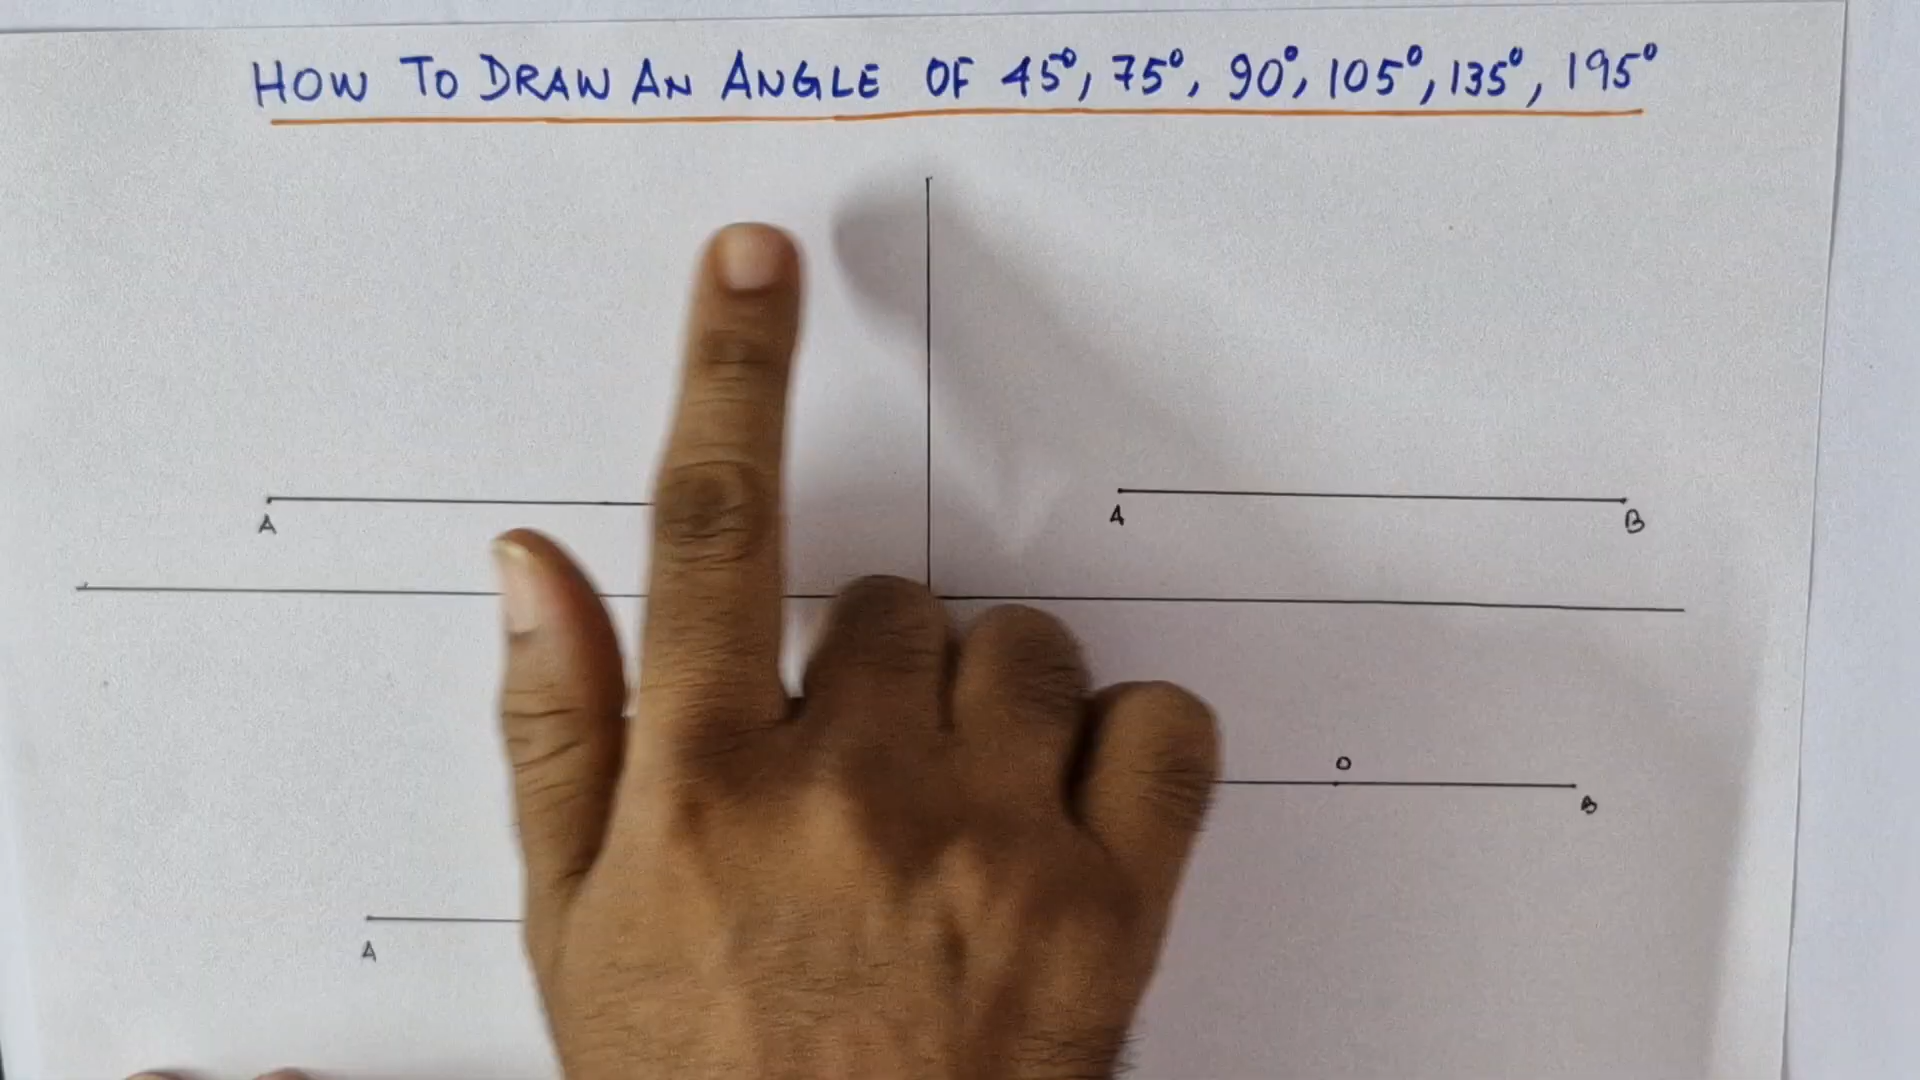 HOW TO DRAW AN ANGLE OF 45°, 75°, 90°, 105°, 135°, 195°
A
A B
O
B
A